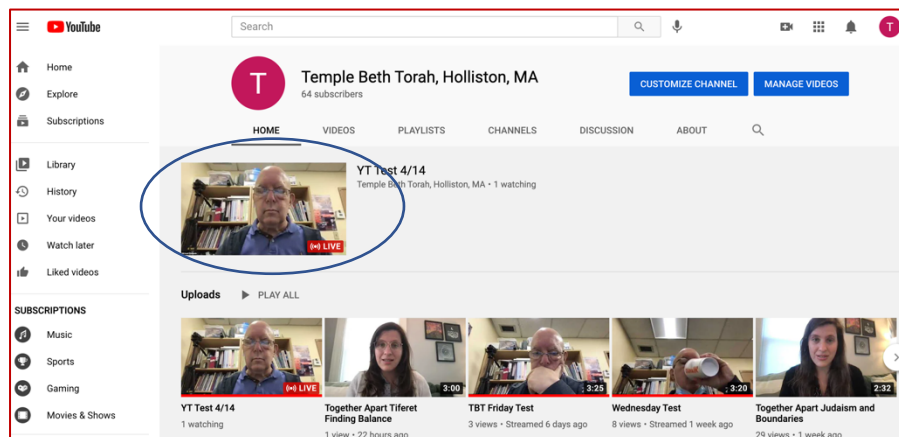 YouTube
Search
T
Home
Explore
Subscriptions
Library
History
Your videos
Watch later
Liked videos
SUBSCRIPTIONS
Music
Sports
Gaming
Movies & Shows
T
Temple Beth Torah, Holliston, MA
64 subscribers
CUSTOMIZE CHANNEL
MANAGE VIDEOS
HOME
VIDEOS
PLAYLISTS
CHANNELS
DISCUSSION
ABOUT
LIVE
YT Test 4/14
Temple Beth Torah, Holliston, MA • 1 watching
Uploads
PLAY ALL
LIVE
YT Test 4/14
1 watching
3:00
Together Apart Tiferet
Finding Balance
1 view • 22 hours ago
3:25
TBT Friday Test
3 views • Streamed 6 days ago
3:20
Wednesday Test
8 views • Streamed 1 week ago
2:32
Together Apart Judaism and
Boundaries
29 views • 1 week ago